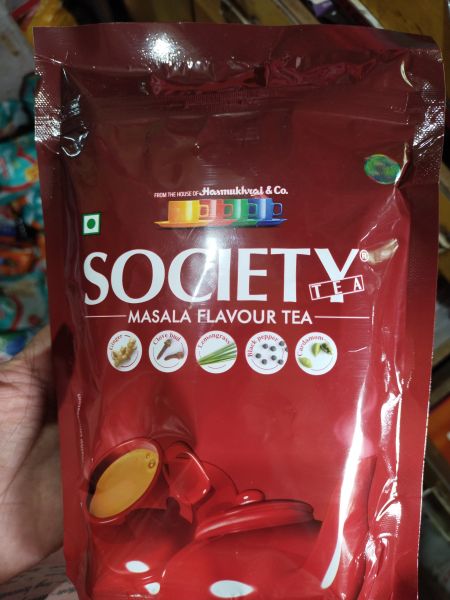 FROM THE HOUSE OF Hasmukhrai & Co.
SOCIETY®
TEA
MASALA FLAVOUR TEA
Ginger
Clove bud
Lemongrass
Black pepper
Cardamom